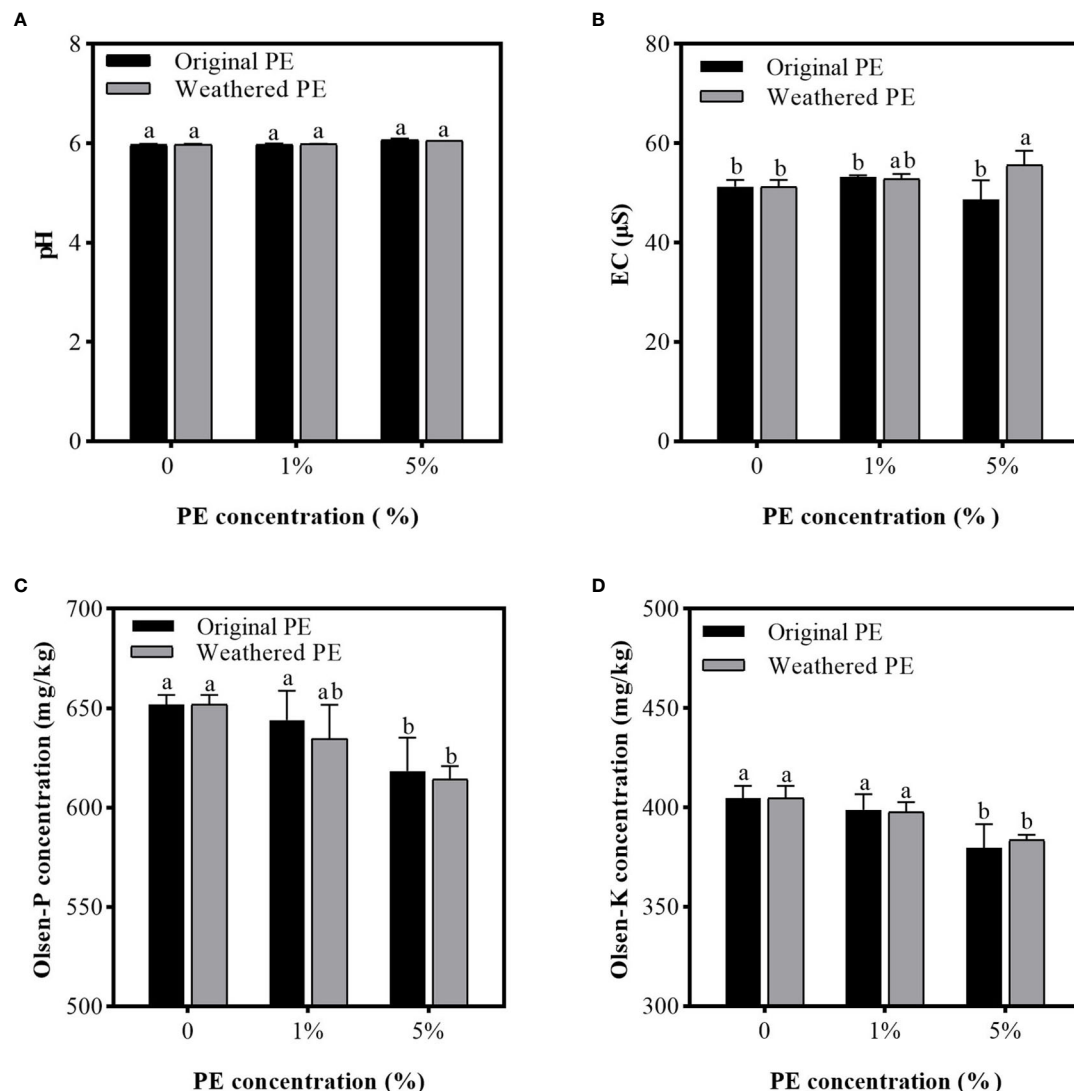 A
8
Original PE
Weathered PE
a a a a a a
6
4
2
0
pH
0 1% 5%
PE concentration ( %)
B
80
Original PE
Weathered PE
60
b b b ab b a
40
20
0
EC (µS)
0 1% 5%
PE concentration (% )
C
700
Original PE
Weathered PE
a a a ab b b
650
600
550
500
Olsen-P concentration (mg/kg)
0 1% 5%
PE concentration (%)
D
500
Original PE
Weathered PE
450
a a a a b b
400
350
300
Olsen-K concentration (mg/kg)
0 1% 5%
PE concentration (%)